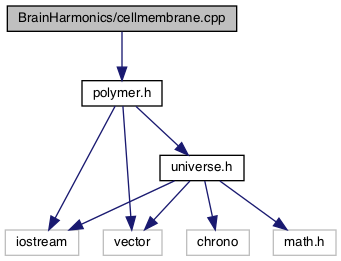 BrainHarmonics/cellmembrane.cpp
polymer.h
universe.h
iostream
vector
chrono
math.h